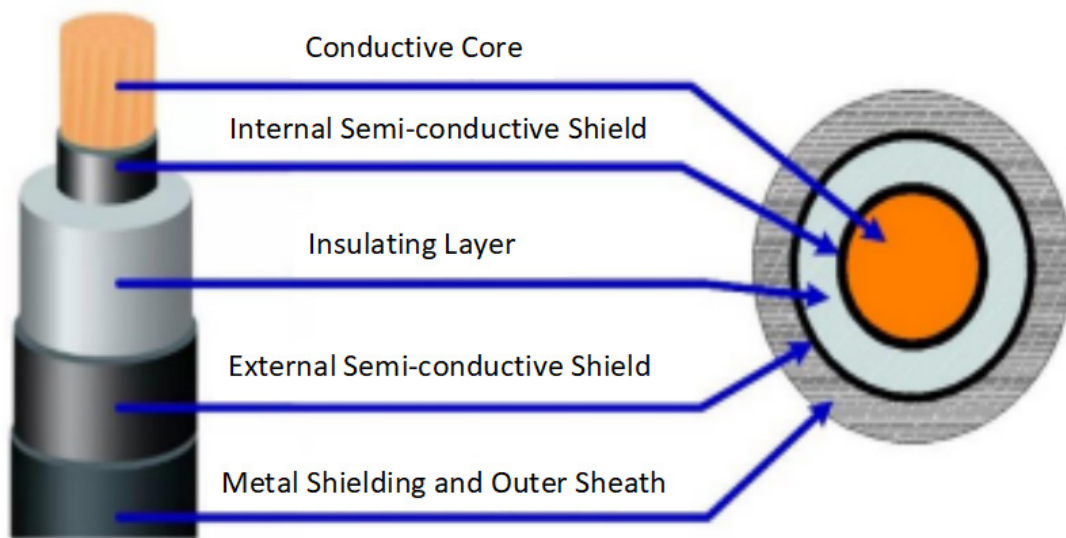 Conductive Core
Internal Semi-conductive Shield
Insulating Layer
External Semi-conductive Shield
Metal Shielding and Outer Sheath